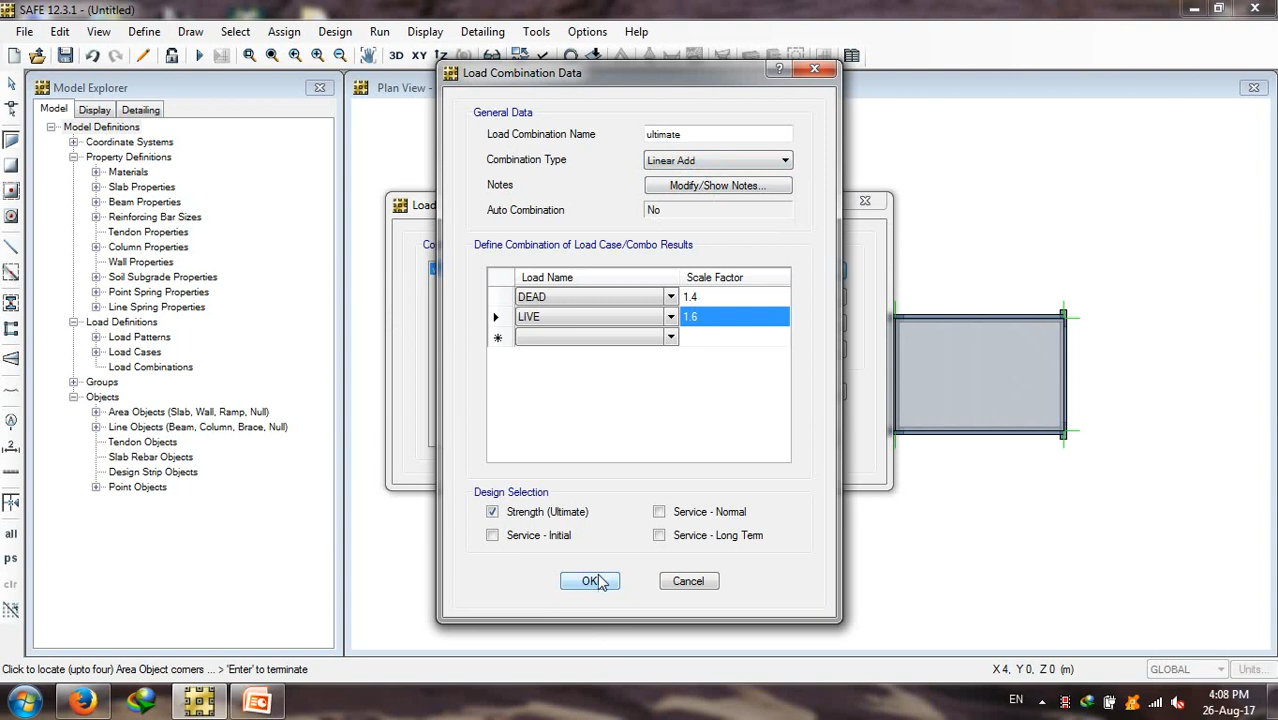 SAFE 12.3.1 - (Untitled)
File Edit View Define Draw Select Assign Design Run Display Detailing Tools Options Help
3D XY
Model Explorer
Plan View -
Model Display Detailing
Model Definitions
Coordinate Systems
Property Definitions
Materials
Slab Properties
Beam Properties
Reinforcing Bar Sizes
Tendon Properties
Column Properties
Wall Properties
Soil Subgrade Properties
Point Spring Properties
Line Spring Properties
Load Definitions
Load Patterns
Load Cases
Load Combinations
Groups
Objects
Area Objects (Slab, Wall, Ramp, Null)
Line Objects (Beam, Column, Brace, Null)
Tendon Objects
Slab Rebar Objects
Design Strip Objects
Point Objects
all
ps
clr
Load Combination Data
General Data
Load Combination Name ultimate
Combination Type Linear Add
Notes Modify/Show Notes...
Auto Combination No
Define Combination of Load Case/Combo Results
Load Name Scale Factor
DEAD 1.4
LIVE 1.6
Design Selection
Strength (Ultimate) Service - Normal
Service - Initial Service - Long Term
OK Cancel
Click to locate (upto four) Area Object corners ... > 'Enter' to terminate
X 4, Y 0, Z 0 (m)
GLOBAL
Units...
EN
4:08 PM
26-Aug-17